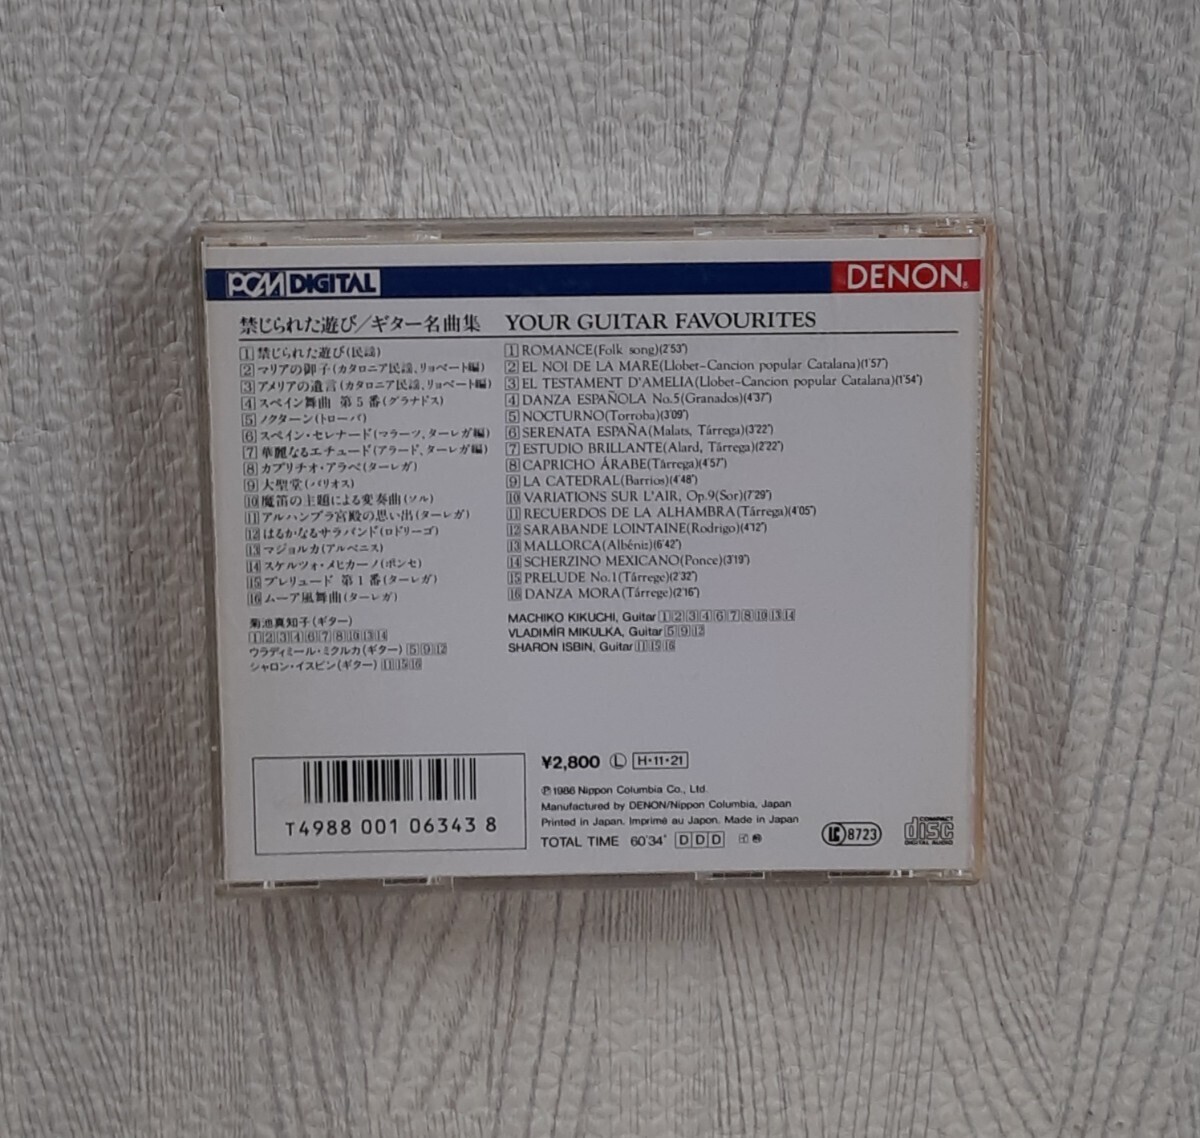 PCM DIGITAL
DENON
禁じられた遊び/ギター名曲集 YOUR GUITAR FAVOURITES
1 禁じられた遊び(民謡)
2 マリアの御子(カタロニア民謡、リョベート編)
3 アメリアの遺言(カタロニア民謡、リョベート編)
4 スペイン舞曲 第5番(グラナドス)
5 ノクターン(トローバ)
6 スペイン・セレナード(マラーツ、ターレガ編)
7 華麗なるエチュード(アラード、ターレガ編)
8 カプリチオ・アラベ(ターレガ)
9 大聖堂(バリオス)
10 魔笛の主題による変奏曲(ソル)
11 アルハンブラ宮殿の思い出(ターレガ)
12 はるかなるサラバンド(ロドリーゴ)
13 マジョルカ(アルベニス)
14 スケルツォ・メヒカーノ(ポンセ)
15 プレリュード 第1番(ターレガ)
16 ムーア風舞曲(ターレガ)
菊池真知子(ギター)
1 2 3 4 6 7 8 10 13 14
ウラディミール・ミクルカ(ギター) 5 9 12
シャロン・イスビン(ギター) 11 15 16
1 ROMANCE(Folk song)(2'53")
2 EL NOI DE LA MARE(Llobet-Cancion popular Catalana)(1'57")
3 EL TESTAMENT D'AMELIA(Llobet-Cancion popular Catalana)(1'54")
4 DANZA ESPAÑOLA No.5(Granados)(4'37")
5 NOCTURNO(Torroba)(3'09")
6 SERENATA ESPAÑA(Malats, Tárrega)(3'22")
7 ESTUDIO BRILLANTE(Alard, Tárrega)(2'22")
8 CAPRICHO ÁRABE(Tárrega)(4'57")
9 LA CATEDRAL(Barrios)(4'48")
10 VARIATIONS SUR L'AIR, Op.9(Sor)(7'29")
11 RECUERDOS DE LA ALHAMBRA(Tárrega)(4'05")
12 SARABANDE LOINTAINE(Rodrigo)(4'12")
13 MALLORCA(Albéniz)(6'42")
14 SCHERZINO MEXICANO(Ponce)(3'19")
15 PRELUDE No.1(Tárrege)(2'32")
16 DANZA MORA(Tárrege)(2'16")
MACHIKO KIKUCHI, Guitar 1 2 3 4 6 7 8 10 13 14
VLADIMÍR MIKULKA, Guitar 5 9 12
SHARON ISBIN, Guitar 11 15 16
T4988 001 06343 8
¥2,800 Ⓛ H・11・21
℗1986 Nippon Columbia Co., Ltd.
Manufactured by DENON/Nippon Columbia, Japan
Printed in Japan. Imprimé au Japon. Made in Japan
TOTAL TIME 60'34" DDD
LC 8723
COMPACT disc DIGITAL AUDIO